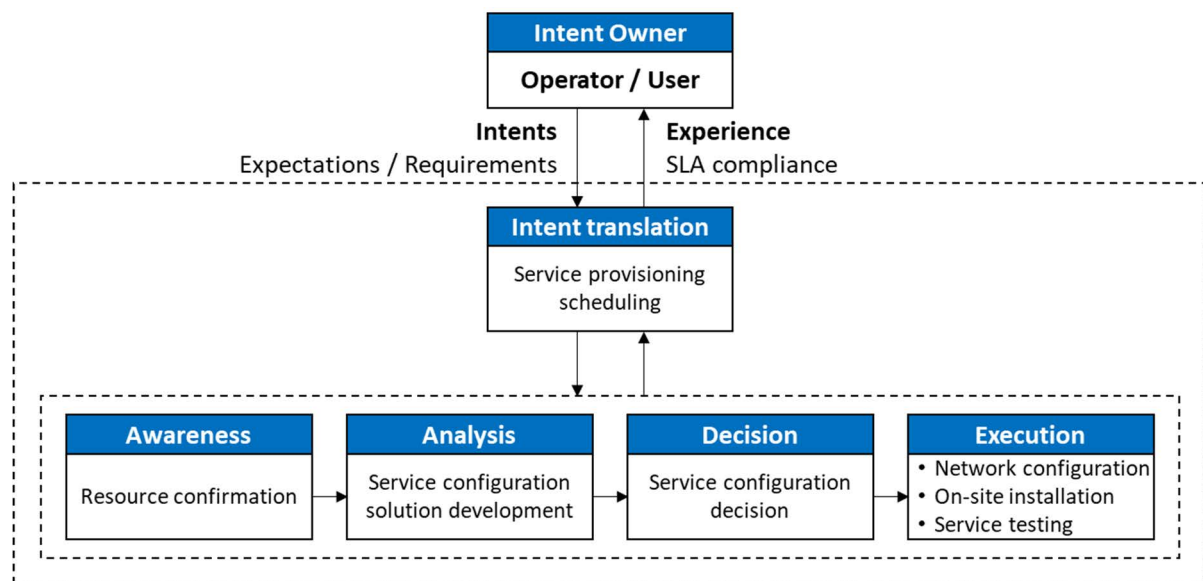 Intent Owner
Operator / User
Intents
Expectations / Requirements
Experience
SLA compliance
Intent translation
Service provisioning
scheduling
Awareness
Resource confirmation
Analysis
Service configuration
solution development
Decision
Service configuration
decision
Execution
• Network configuration
• On-site installation
• Service testing